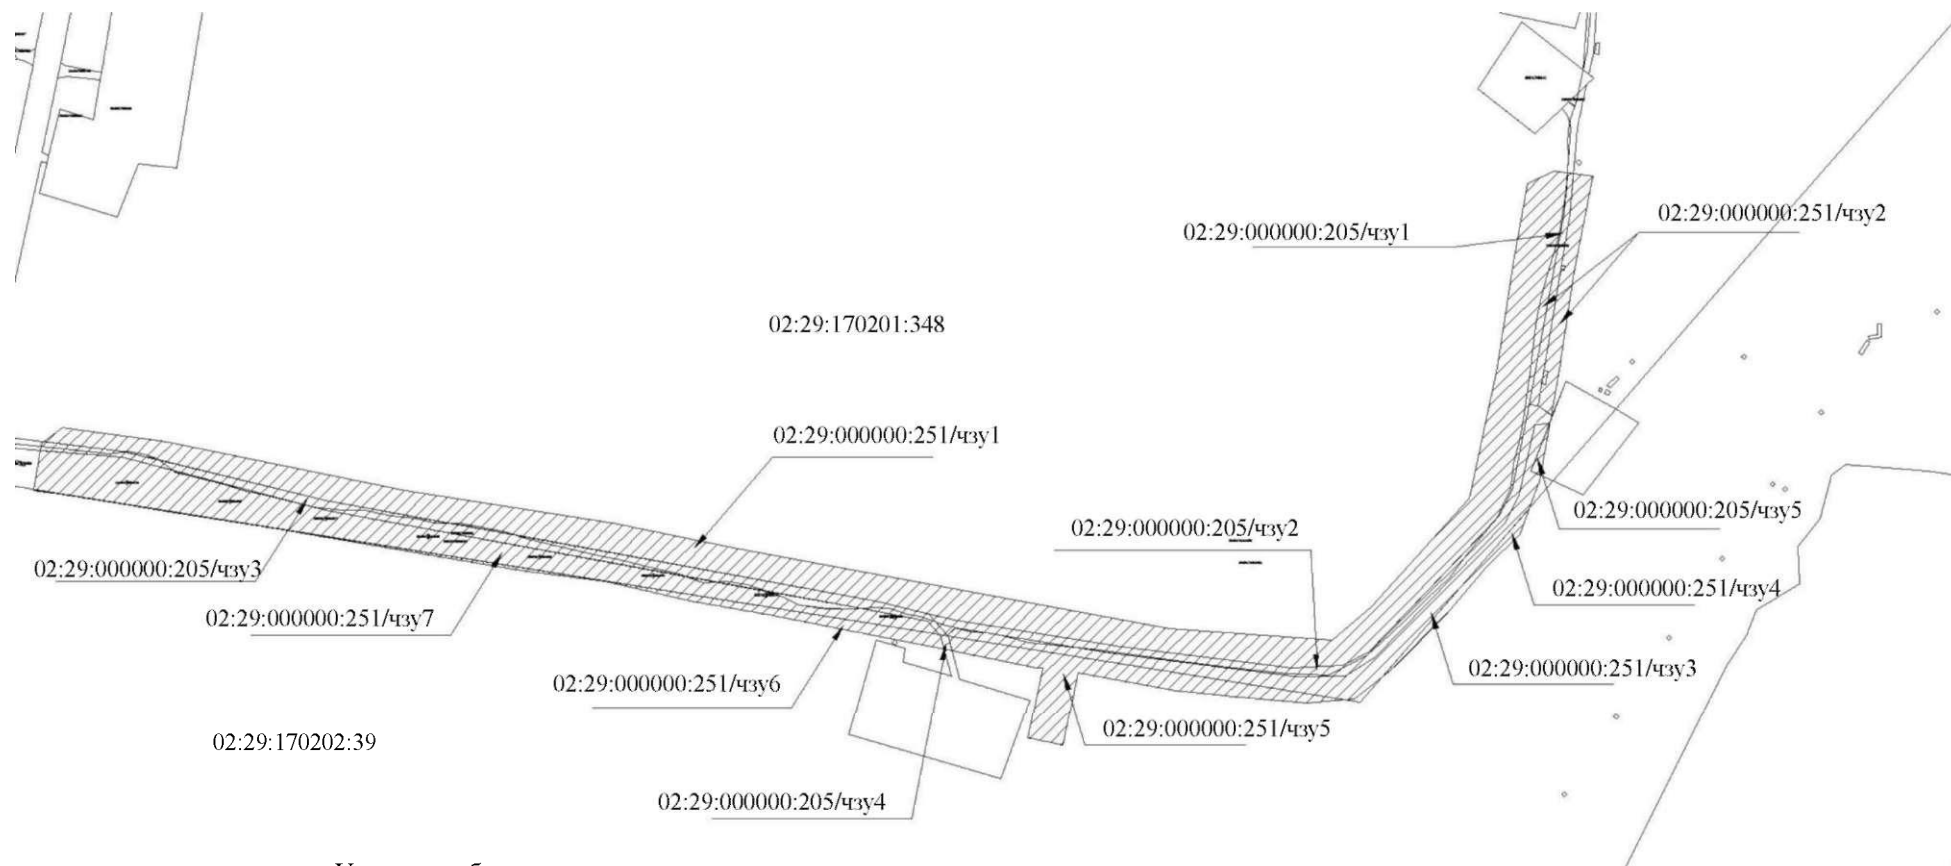 02:29:000000:251/чзу2
02:29:000000:205/чзу1
02:29:170201:348
02:29:000000:251/чзу1
02:29:000000:205/чзу5
02:29:000000:205/чзу2
02:29:000000:205/чзу3
02:29:000000:251/чзу4
02:29:000000:251/чзу7
02:29:000000:251/чзу3
02:29:000000:251/чзу6
02:29:000000:251/чзу5
02:29:170202:39
02:29:000000:205/чзу4